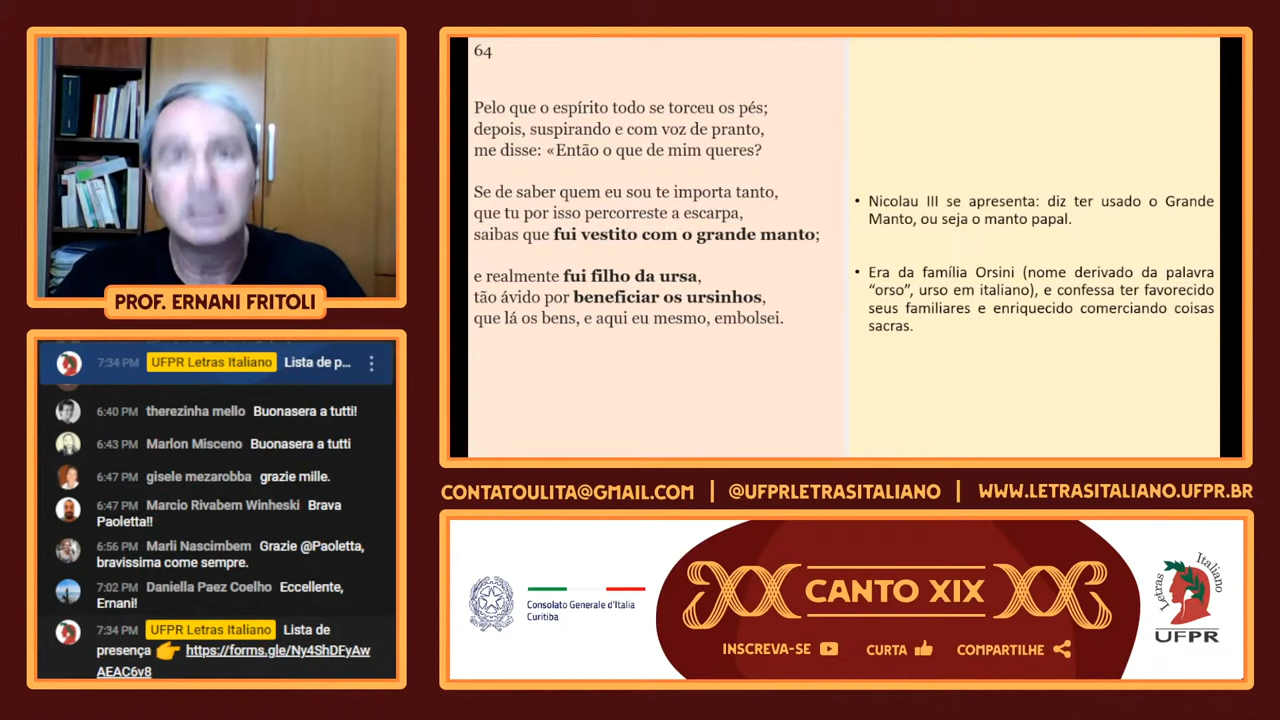 PROF. ERNANI FRITOLI
7:34 PM UFPR Letras Italiano Lista de p...
6:40 PM therezinha mello Buonasera a tutti!
6:43 PM Marlon Misceno Buonasera a tutti
6:47 PM gisele mezarobba grazie mille.
6:47 PM Marcio Rivabem Winheski Brava
Paoletta!!
6:56 PM Marli Nascimbem Grazie @Paoletta,
bravissima come sempre.
7:02 PM Daniella Paez Coelho Eccellente,
Ernani!
7:34 PM UFPR Letras Italiano Lista de
presença 👉 https://forms.gle/Ny4ShDFyAw
AEAC6v8
64
Pelo que o espírito todo se torceu os pés;
depois, suspirando e com voz de pranto,
me disse: «Então o que de mim queres?
Se de saber quem eu sou te importa tanto,
que tu por isso percorreste a escarpa,
saibas que fui vestito com o grande manto;
e realmente fui filho da ursa,
tão ávido por beneficiar os ursinhos,
que lá os bens, e aqui eu mesmo, embolsei.
• Nicolau III se apresenta: diz ter usado o Grande
Manto, ou seja o manto papal.
• Era da família Orsini (nome derivado da palavra
“orso”, urso em italiano), e confessa ter favorecido
seus familiares e enriquecido comerciando coisas
sacras.
CONTATOULITA@GMAIL.COM | @UFPRLETRASITALIANO | WWW.LETRASITALIANO.UFPR.BR
Consolato Generale d'Italia
Curitiba
CANTO XIX
INSCREVA-SE CURTA COMPARTILHE
Letras Italiano
UFPR